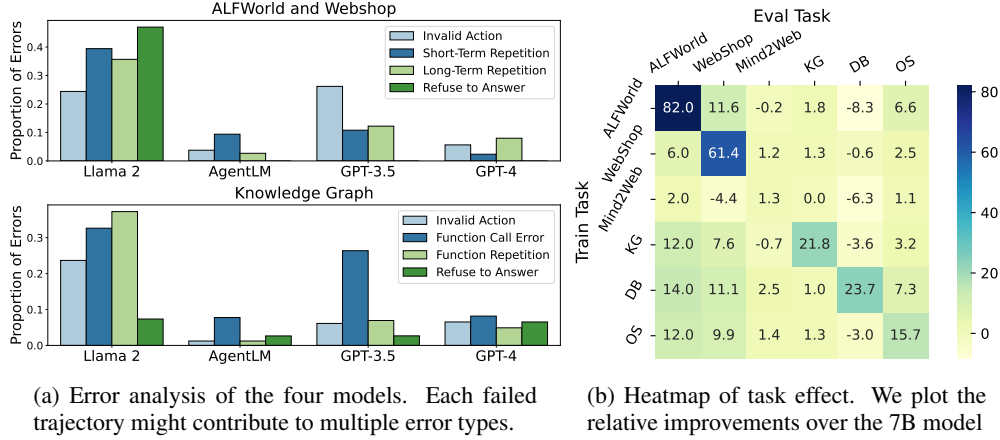 ALFWorld and Webshop
Proportion of Errors
0.4
0.3
0.2
0.1
0.0
Invalid Action
Short-Term Repetition
Long-Term Repetition
Refuse to Answer
Llama 2 AgentLM GPT-3.5 GPT-4
Knowledge Graph
Proportion of Errors
0.3
0.2
0.1
0.0
Invalid Action
Function Call Error
Function Repetition
Refuse to Answer
Llama 2 AgentLM GPT-3.5 GPT-4
(a) Error analysis of the four models. Each failed
trajectory might contribute to multiple error types.
Eval Task
ALFWorld WebShop Mind2Web KG DB OS
Train Task
ALFWorld 82.0 11.6 -0.2 1.8 -8.3 6.6
WebShop 6.0 61.4 1.2 1.3 -0.6 2.5
Mind2Web 2.0 -4.4 1.3 0.0 -6.3 1.1
KG 12.0 7.6 -0.7 21.8 -3.6 3.2
DB 14.0 11.1 2.5 1.0 23.7 7.3
OS 12.0 9.9 1.4 1.3 -3.0 15.7
80
60
40
20
0
(b) Heatmap of task effect. We plot the
relative improvements over the 7B model